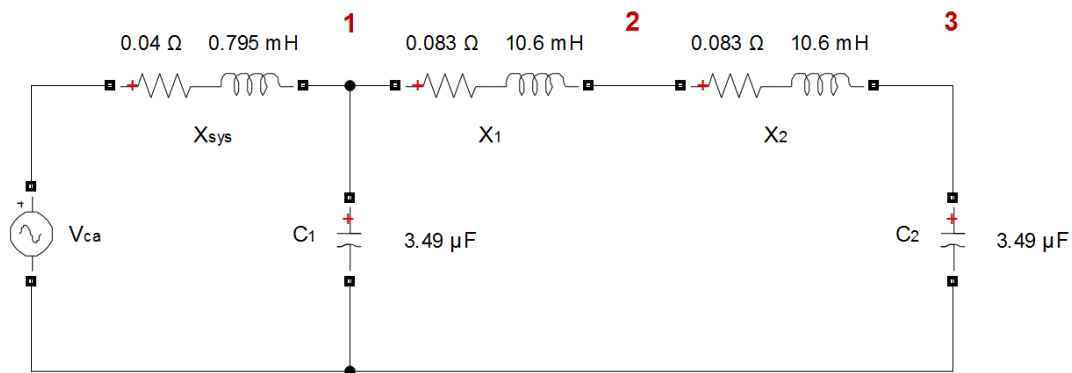 1
2
3
0.04 Ω
0.795 mH
0.083 Ω
10.6 mH
0.083 Ω
10.6 mH
+
+
+
Xsys
X1
X2
+
Vca
+
C1
3.49 µF
+
C2
3.49 µF